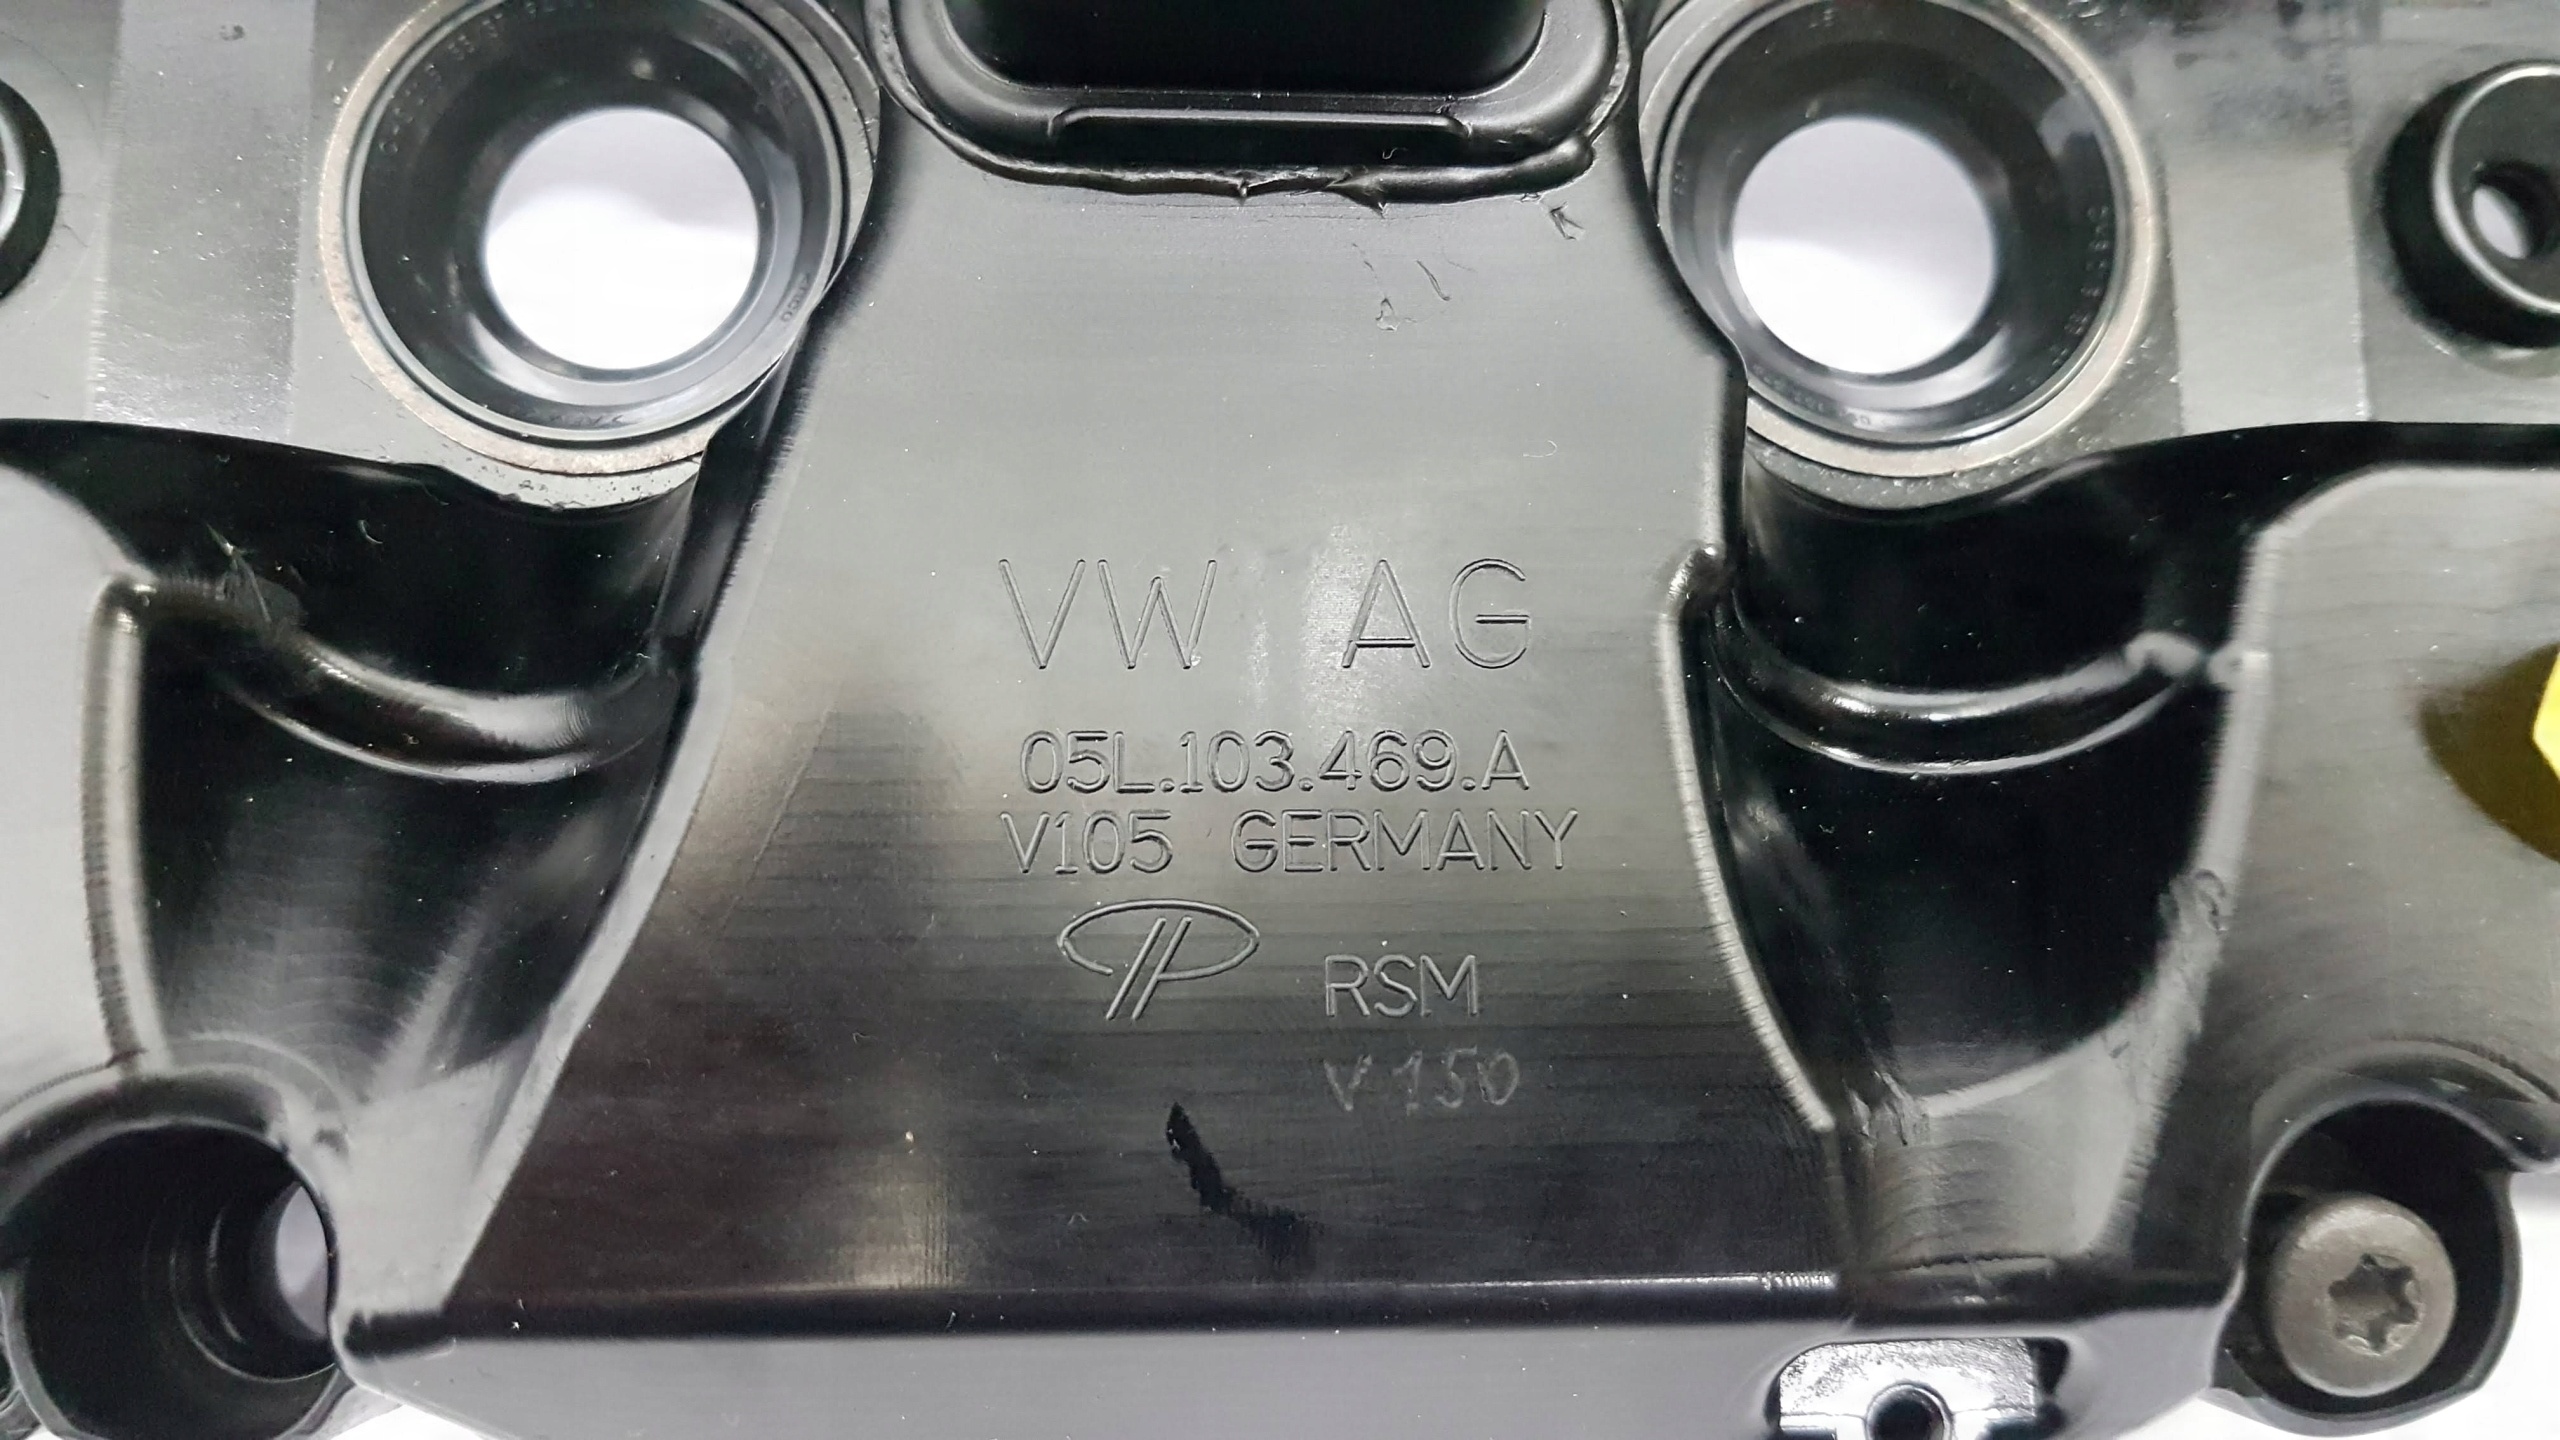 VW AG
05L.103.469.A
V105 GERMANY
RSM
V150